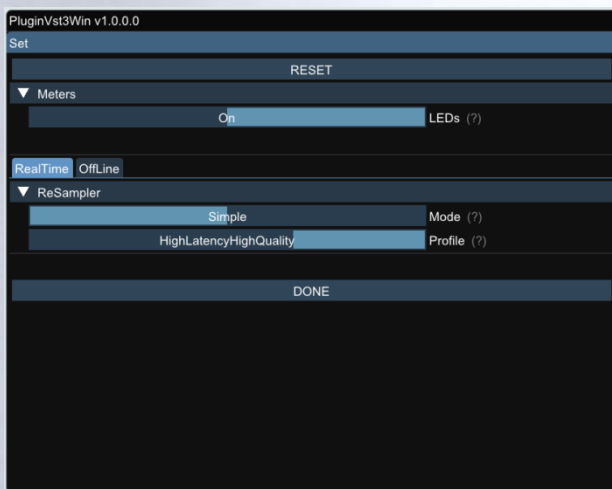 PluginVst3Win v1.0.0.0
Set
RESET
Meters
On LEDs (?)
RealTime OffLine
ReSampler
Simple Mode (?)
HighLatencyHighQuality Profile (?)
DONE